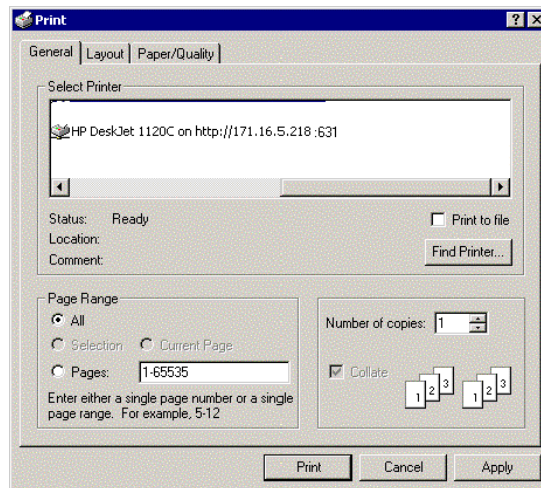 Print
General Layout Paper/Quality
Select Printer
HP DeskJet 1120C on http://171.16.5.218 :631
Status: Ready
Print to file
Location:
Comment:
Find Printer...
Page Range
All
Selection Current Page
Pages: 1-65535
Enter either a single page number or a single
page range. For example, 5-12
Number of copies: 1
Collate
1 2 3 1 2 3
Print Cancel Apply